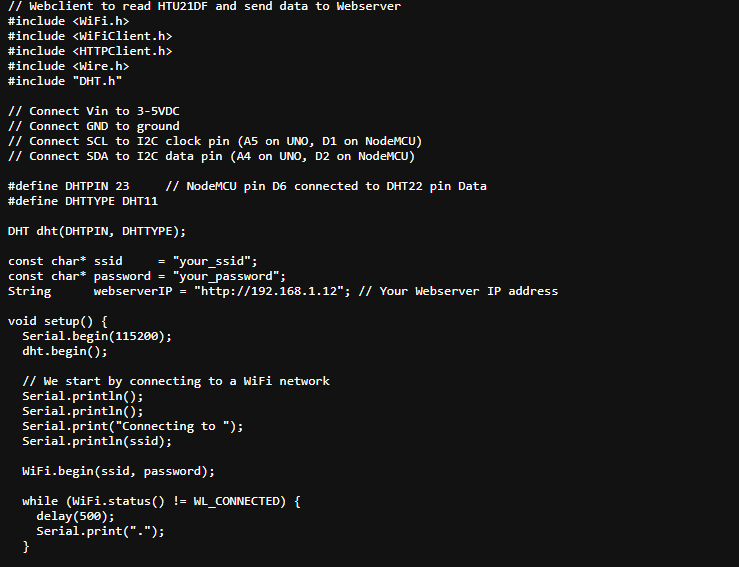 // Webclient to read HTU21DF and send data to Webserver
#include <WiFi.h>
#include <WiFiClient.h>
#include <HTTPClient.h>
#include <Wire.h>
#include "DHT.h"

// Connect Vin to 3-5VDC
// Connect GND to ground
// Connect SCL to I2C clock pin (A5 on UNO, D1 on NodeMCU)
// Connect SDA to I2C data pin (A4 on UNO, D2 on NodeMCU)

#define DHTPIN 23     // NodeMCU pin D6 connected to DHT22 pin Data
#define DHTTYPE DHT11

DHT dht(DHTPIN, DHTTYPE);

const char* ssid     = "your_ssid";
const char* password = "your_password";
String      webserverIP = "http://192.168.1.12"; // Your Webserver IP address

void setup() {
  Serial.begin(115200);
  dht.begin();

  // We start by connecting to a WiFi network
  Serial.println();
  Serial.println();
  Serial.print("Connecting to ");
  Serial.println(ssid);

  WiFi.begin(ssid, password);

  while (WiFi.status() != WL_CONNECTED) {
    delay(500);
    Serial.print(".");
  }